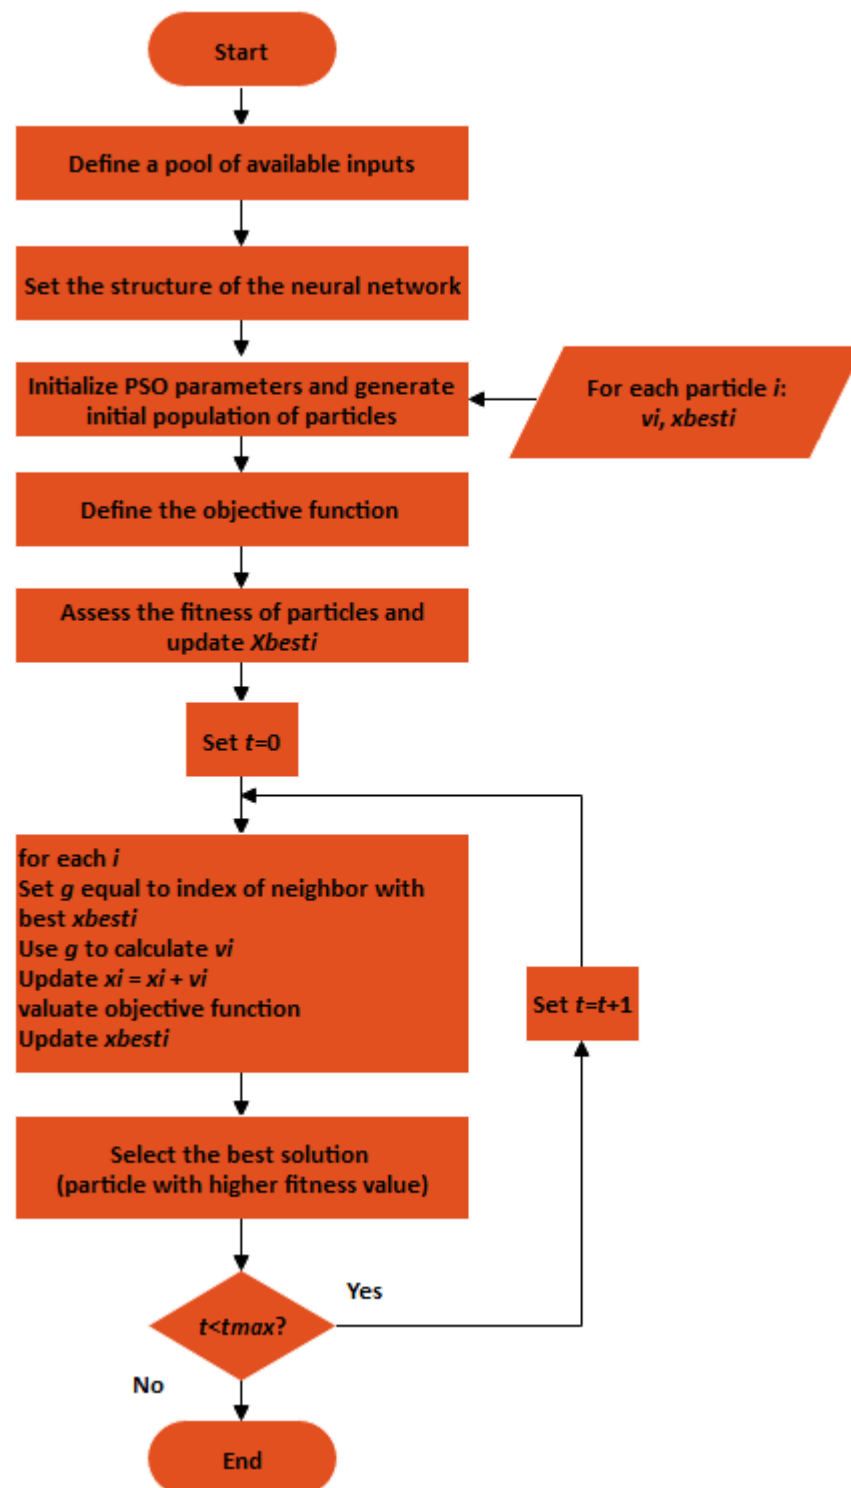 Start
Define a pool of available inputs
Set the structure of the neural network
Initialize PSO parameters and generate
initial population of particles
For each particle i:
vi, xbesti
Define the objective function
Assess the fitness of particles and
update Xbesti
Set t=0
for each i
Set g equal to index of neighbor with
best xbesti
Use g to calculate vi
Update xi = xi + vi
valuate objective function
Update xbesti
Set t=t+1
Select the best solution
(particle with higher fitness value)
Yes
t<tmax?
No
End